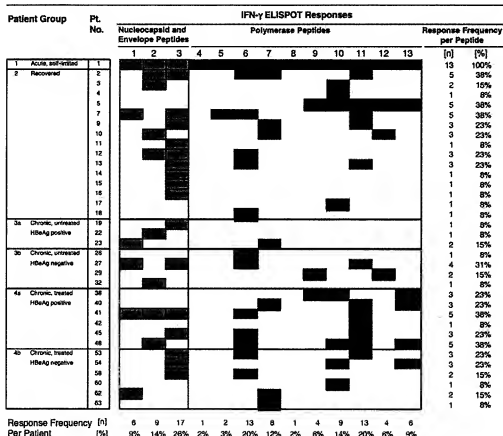 IFN-γ ELISPOT Responses
Patient Group Pt. No. Nucleocapsid and Envelope Peptides Polymerase Peptides Response Frequency per Peptide
1 2 3 4 5 6 7 8 9 10 11 12 13 [n] [%]
1 Acute, self-limited 1 13 100%
2 Recovered 2 5 38%
3 2 15%
4 1 8%
5 5 38%
7 5 38%
9 3 23%
10 3 23%
11 1 8%
12 3 23%
13 3 23%
14 1 8%
15 1 8%
16 1 8%
17 1 8%
18 1 8%
3a Chronic, untreated 19 1 8%
HBeAg positive 22 1 8%
23 2 15%
3b Chronic, untreated 26 1 8%
HBeAg negative 27 4 31%
29 2 15%
32 1 8%
4a Chronic, treated 38 3 23%
HBeAg positive 40 3 23%
41 5 38%
42 1 8%
45 3 23%
48 5 38%
4b Chronic, treated 53 3 23%
HBeAg negative 54 3 23%
58 2 15%
60 1 8%
62 2 15%
63 1 8%
Response Frequency [n] 6 9 17 1 2 13 8 1 4 9 13 4 6
Per Patient [%] 9% 14% 26% 2% 3% 20% 12% 2% 6% 14% 20% 6% 9%